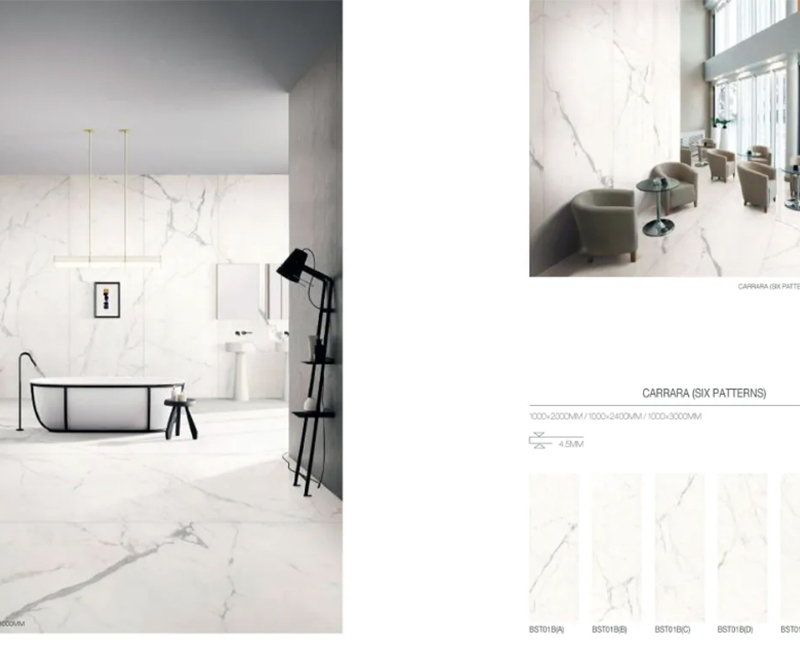 CARRARA (SIX PATTE
CARRARA (SIX PATTERNS)
1000×2000MM / 1000×2400MM / 1000×3000MM
4.5MM
BST01B(A) BST01B(B) BST01B(C) BST01B(D) BST01
000MM